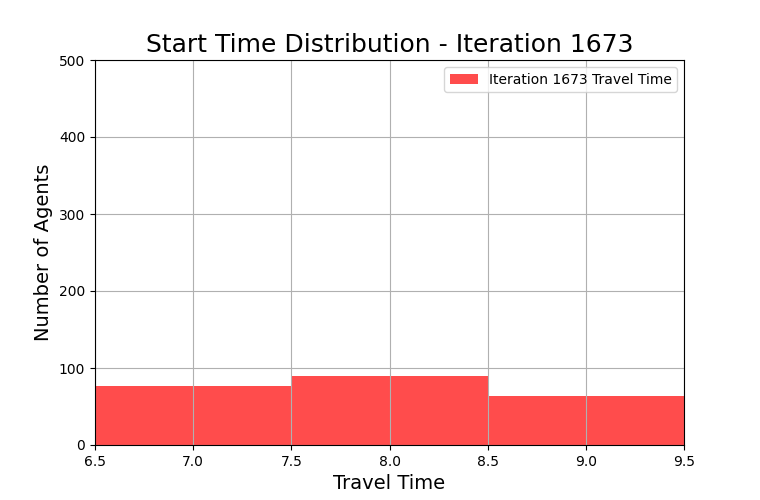 Start Time Distribution - Iteration 1673
Iteration 1673 Travel Time
Number of Agents
500
400
300
200
100
0
6.5 7.0 7.5 8.0 8.5 9.0 9.5
Travel Time